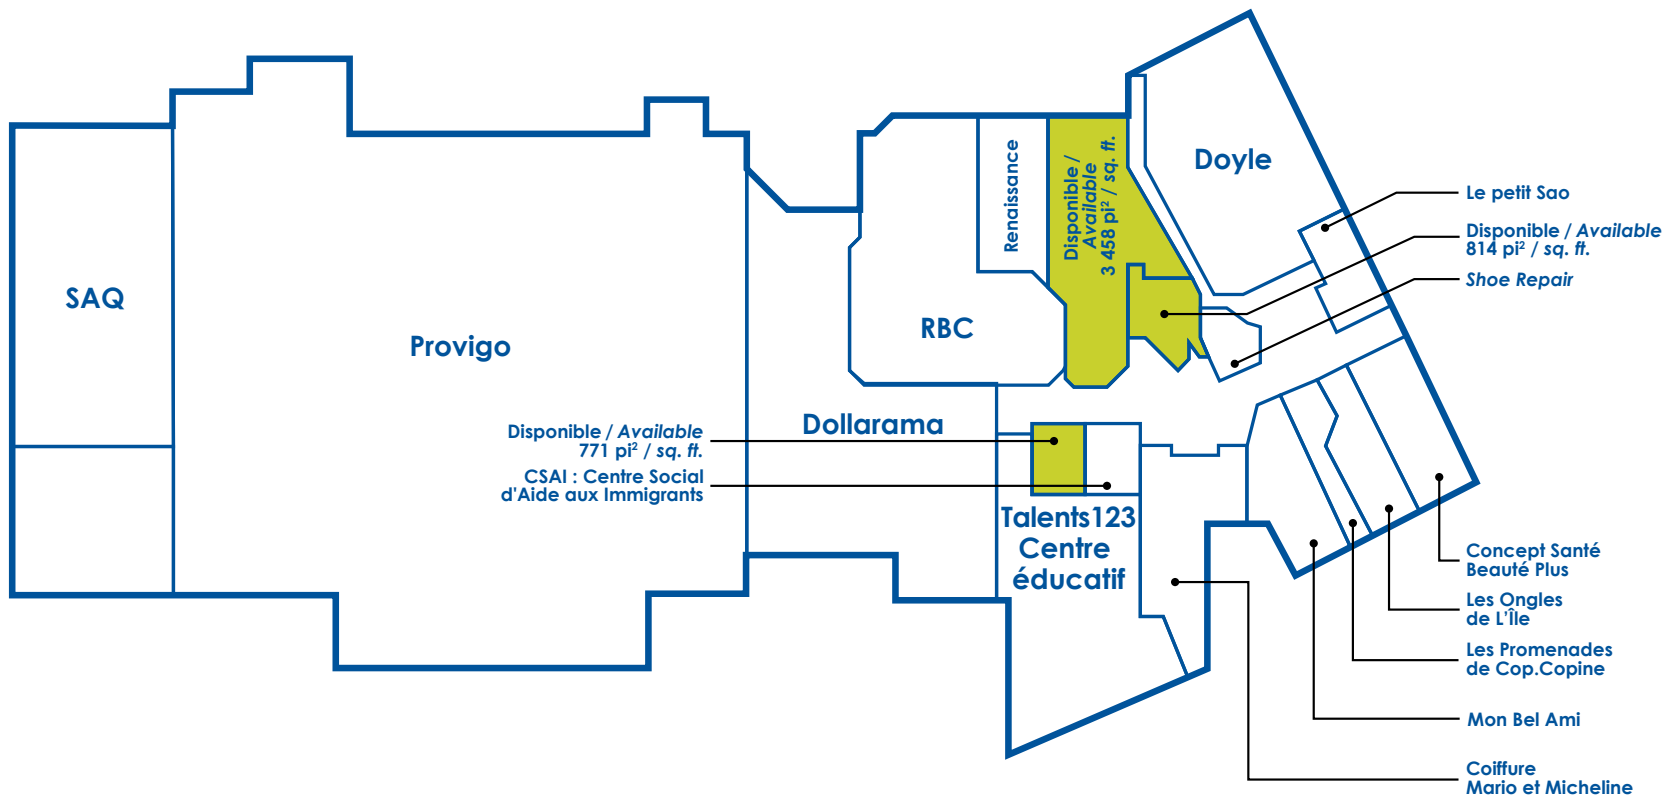 SAQ
Provigo
Dollarama
RBC
Renaissance
Disponible /
Available
3 458 pi² / sq. ft.
Doyle
Le petit Sao
Disponible / Available
814 pi² / sq. ft.
Shoe Repair
Disponible / Available
771 pi² / sq. ft.
CSAI : Centre Social
d'Aide aux Immigrants
Talents123
Centre
éducatif
Concept Santé
Beauté Plus
Les Ongles
de L'Île
Les Promenades
de Cop.Copine
Mon Bel Ami
Coiffure
Mario et Micheline